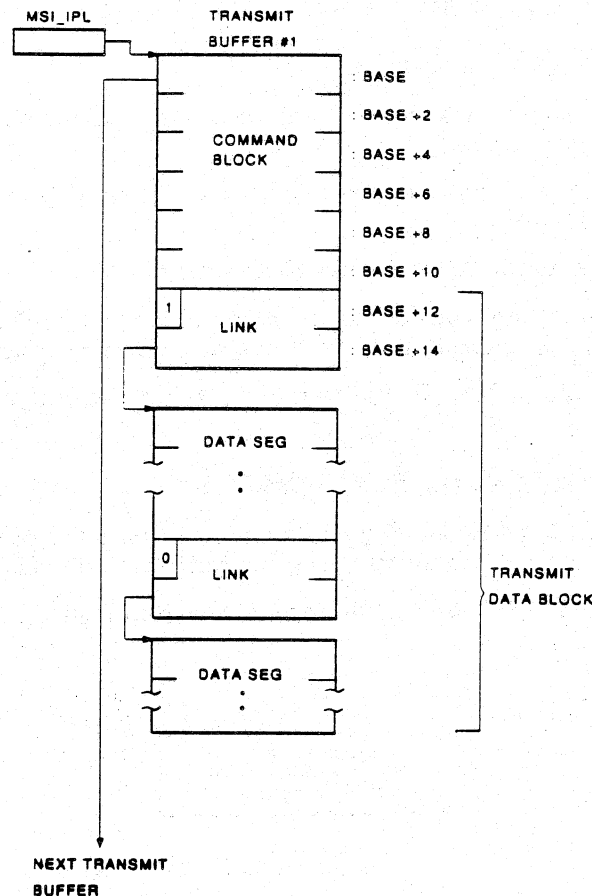 MSI_IPL
TRANSMIT
BUFFER #1
: BASE
: BASE +2
COMMAND
BLOCK
: BASE +4
: BASE +6
: BASE +8
: BASE +10
1
LINK
: BASE +12
: BASE +14
DATA SEG
0
LINK
TRANSMIT
DATA BLOCK
DATA SEG
NEXT TRANSMIT
BUFFER